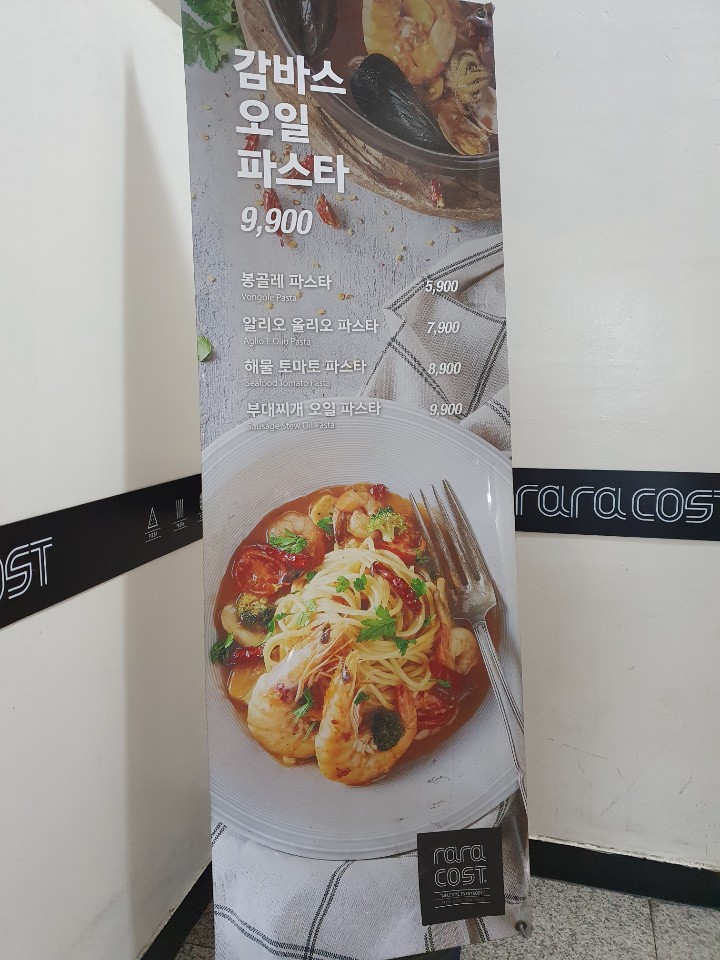 감바스
오일
파스타
9,900
봉골레 파스타 5,900
Vongole Pasta
알리오 올리오 파스타 7,900
Aglio E Olio Pasta
해물 토마토 파스타 8,900
Seafood Tomato Pasta
부대찌개 오일 파스타 9,900
Sausage Stew Oil Pasta
OST
PIZZA
PASTA
rara COST
rara
COST